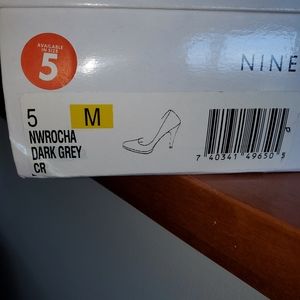 AVAILABLE
IN SIZE
5
NINE
5 M
NWROCHA
DARK GREY
CR
7 40341 49650 5